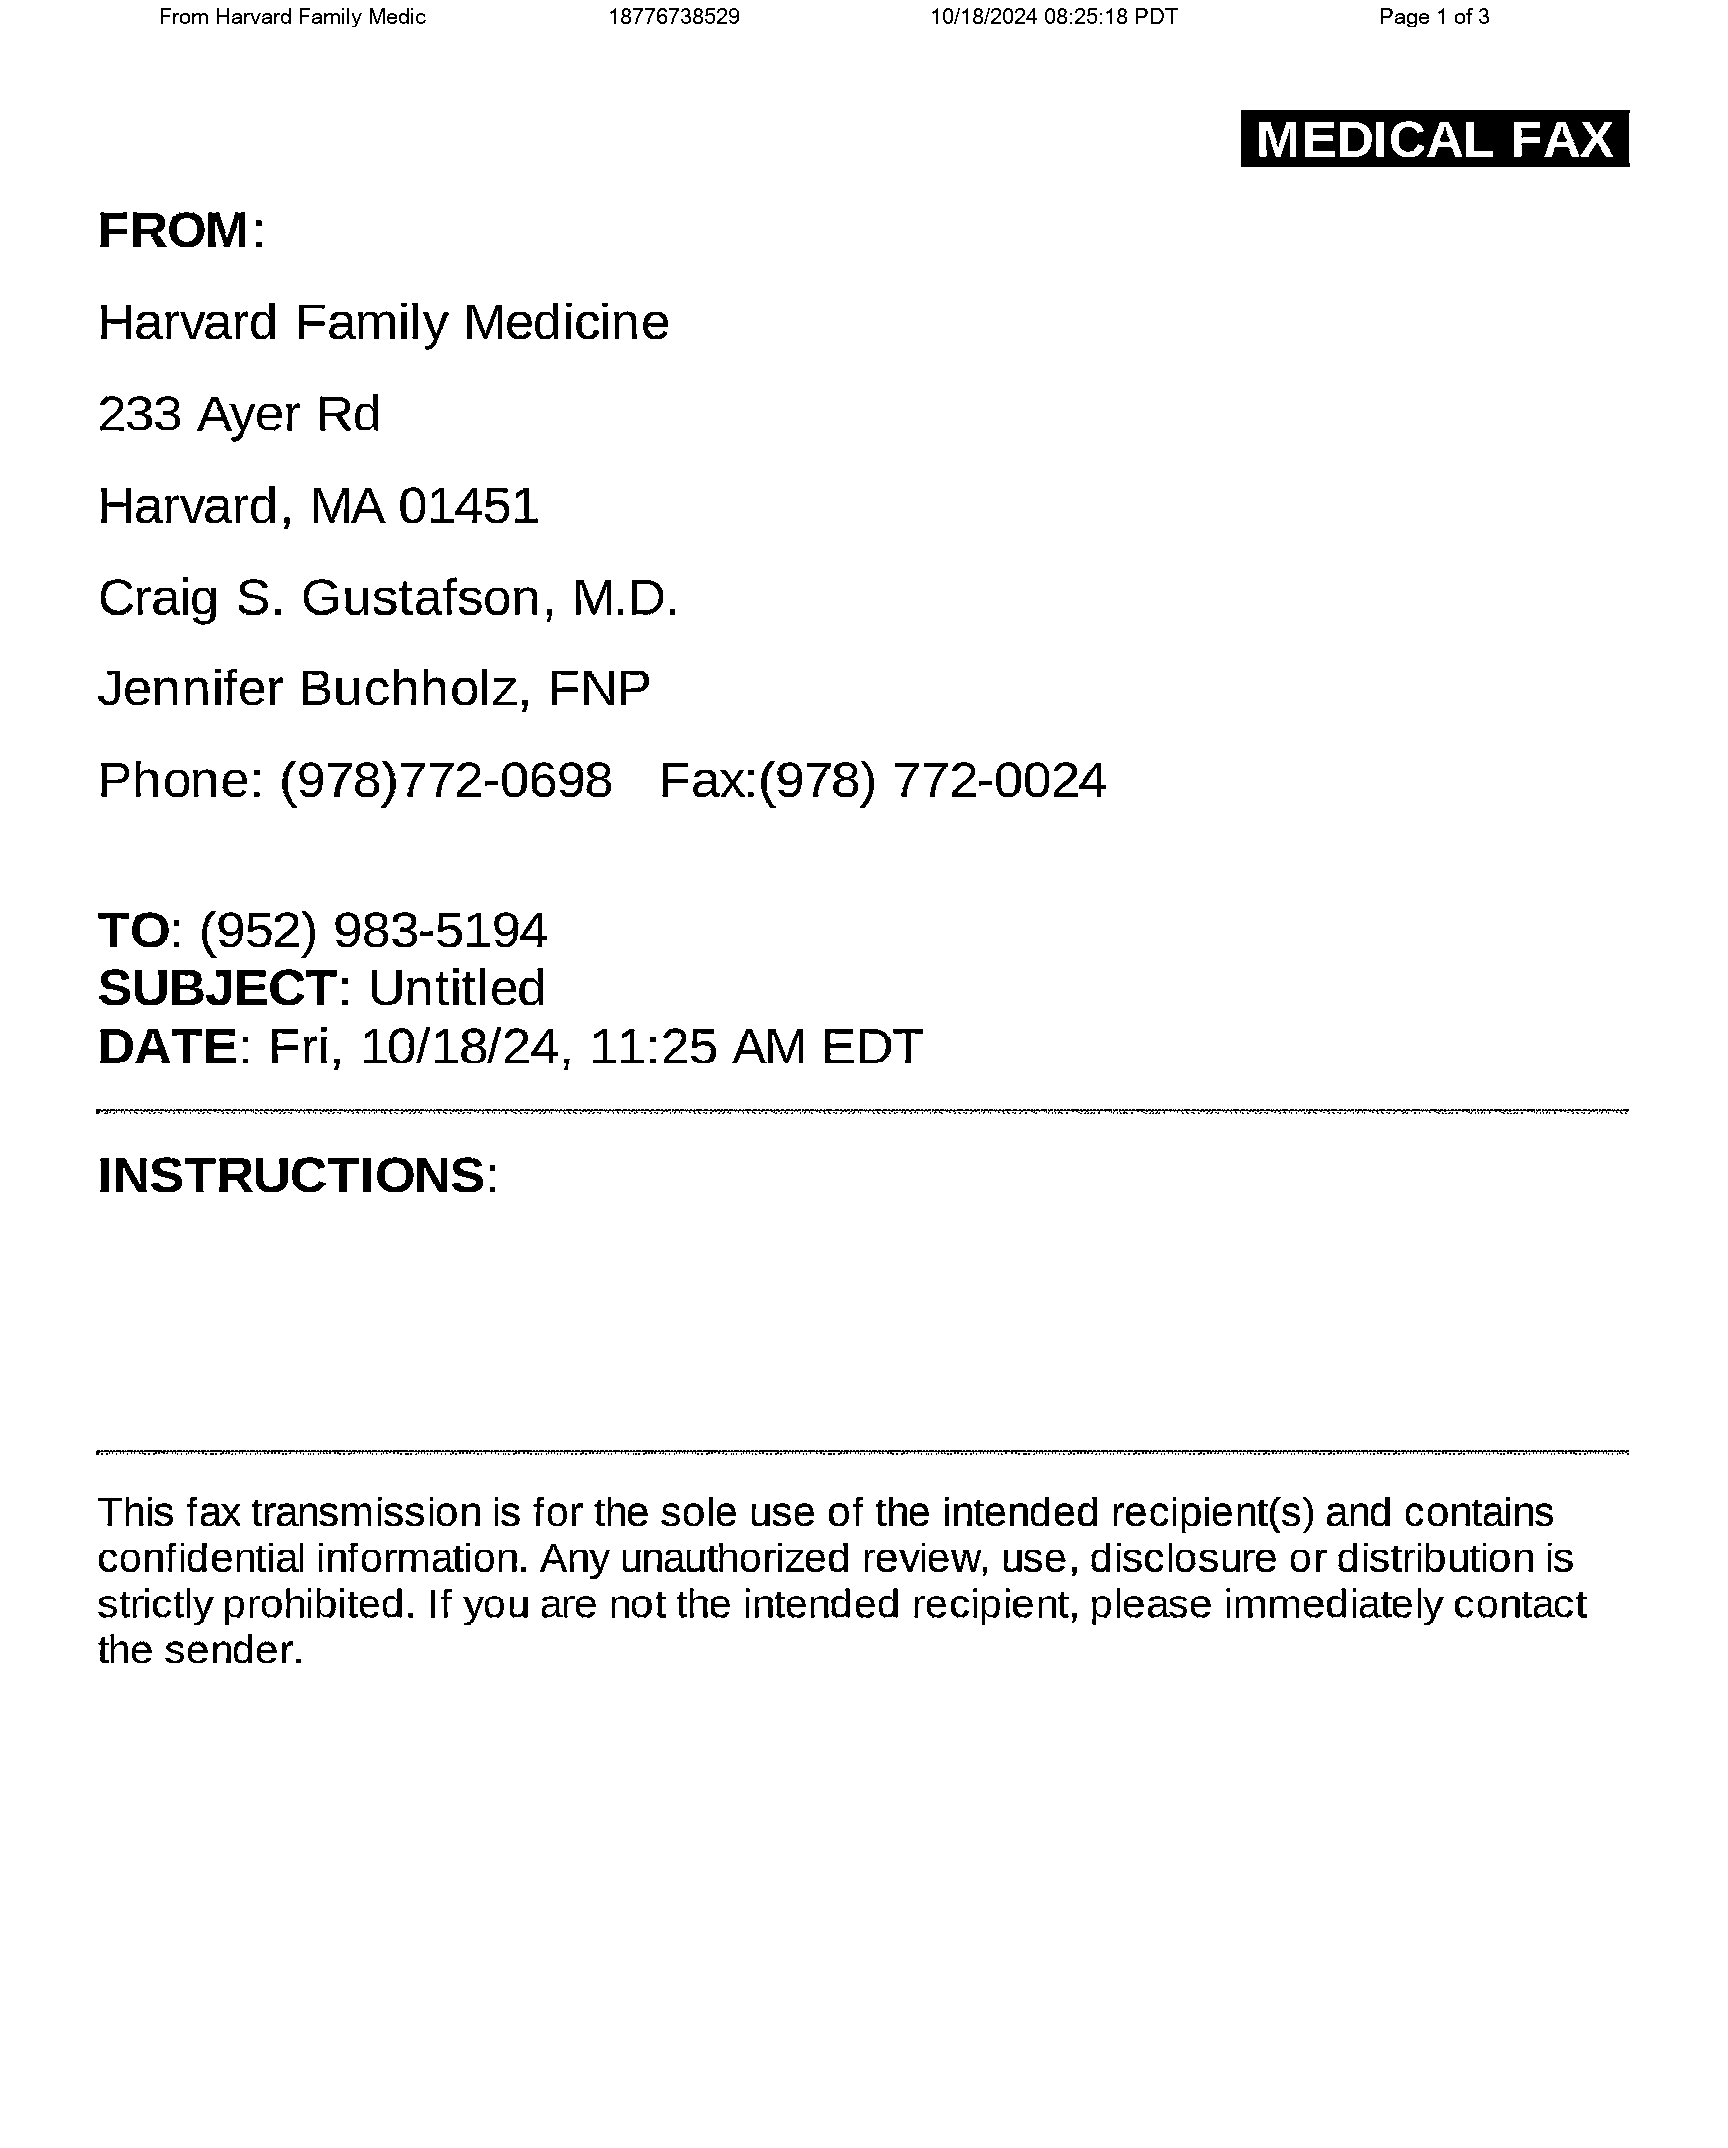 From Harvard Family Medic 18776738529 10/18/2024 08:25:18 PDT Page 1 of 3
MEDICAL FAX
FROM:
Harvard Family Medicine
233 Ayer Rd
Harvard, MA 01451
Craig S. Gustafson, M.D.
Jennifer Buchholz, FNP
Phone: (978)772-0698 Fax:(978) 772-0024
TO: (952) 983-5194
SUBJECT: Untitled
DATE: Fri, 10/18/24, 11:25 AM EDT
INSTRUCTIONS:
This fax transmission is for the sole use of the intended recipient(s) and contains
confidential information. Any unauthorized review, use, disclosure or distribution is
strictly prohibited. If you are not the intended recipient, please immediately contact
the sender.